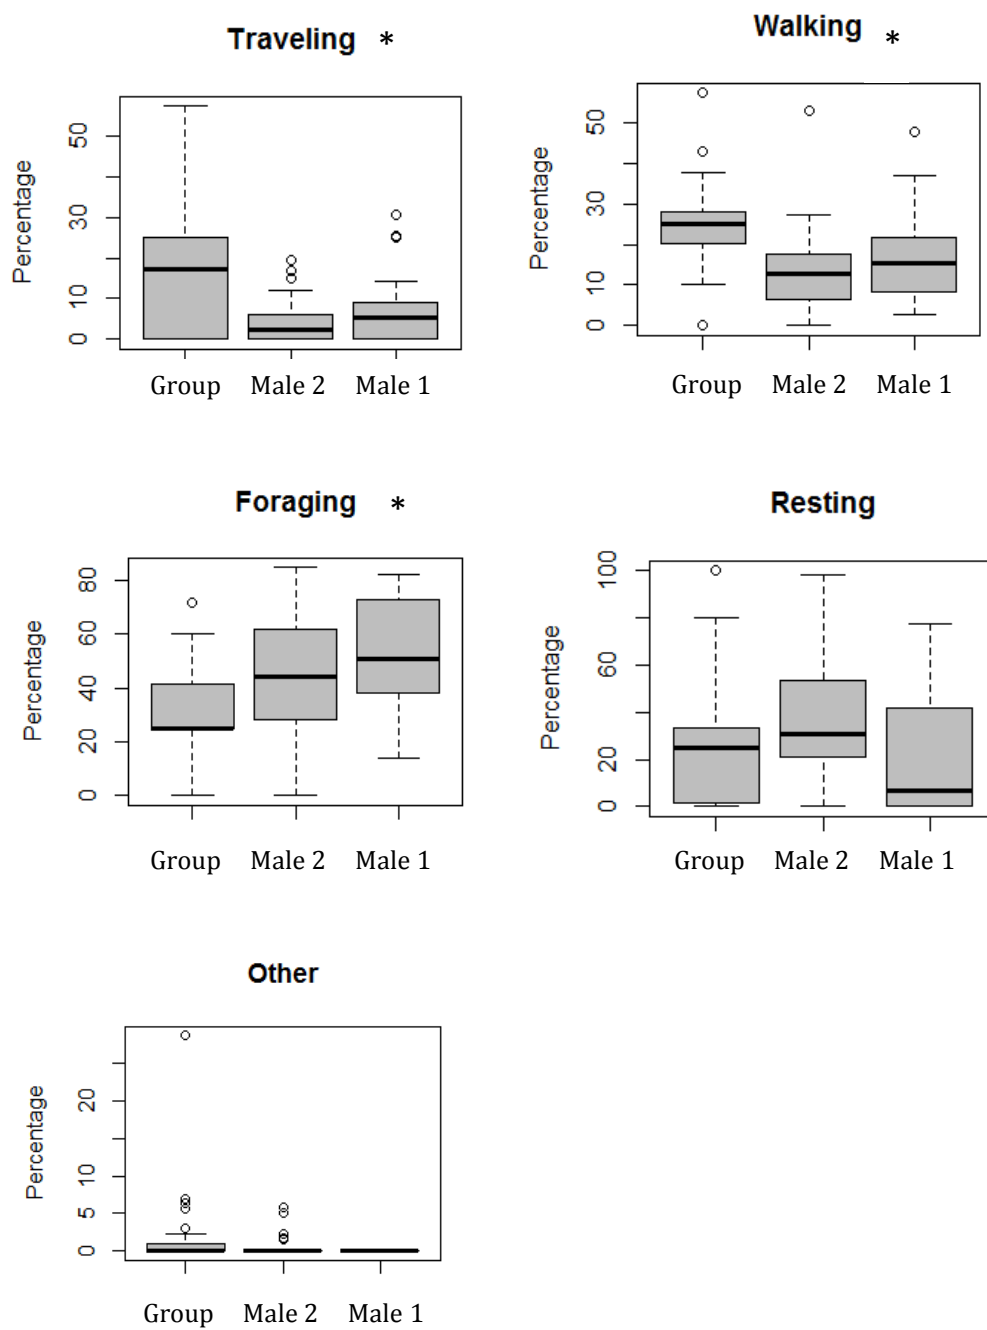 Traveling *
Percentage
50
30
10
0
Group Male 2 Male 1
Walking *
Percentage
50
30
10
0
Group Male 2 Male 1
Foraging *
Percentage
80
60
40
20
0
Group Male 2 Male 1
Resting
Percentage
100
60
20
0
Group Male 2 Male 1
Other
Percentage
20
10
5
0
Group Male 2 Male 1